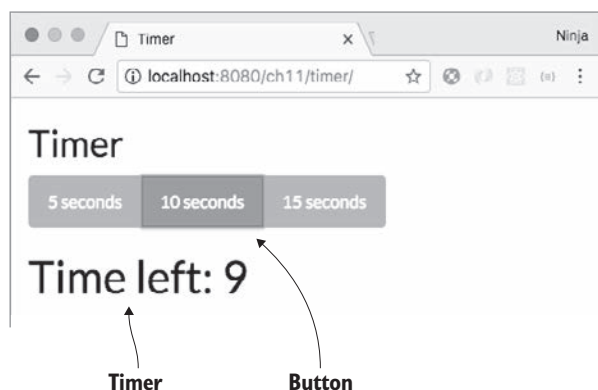 Timer
Ninja
localhost:8080/ch11/timer/
Timer
5 seconds 10 seconds 15 seconds
Time left: 9
Timer Button